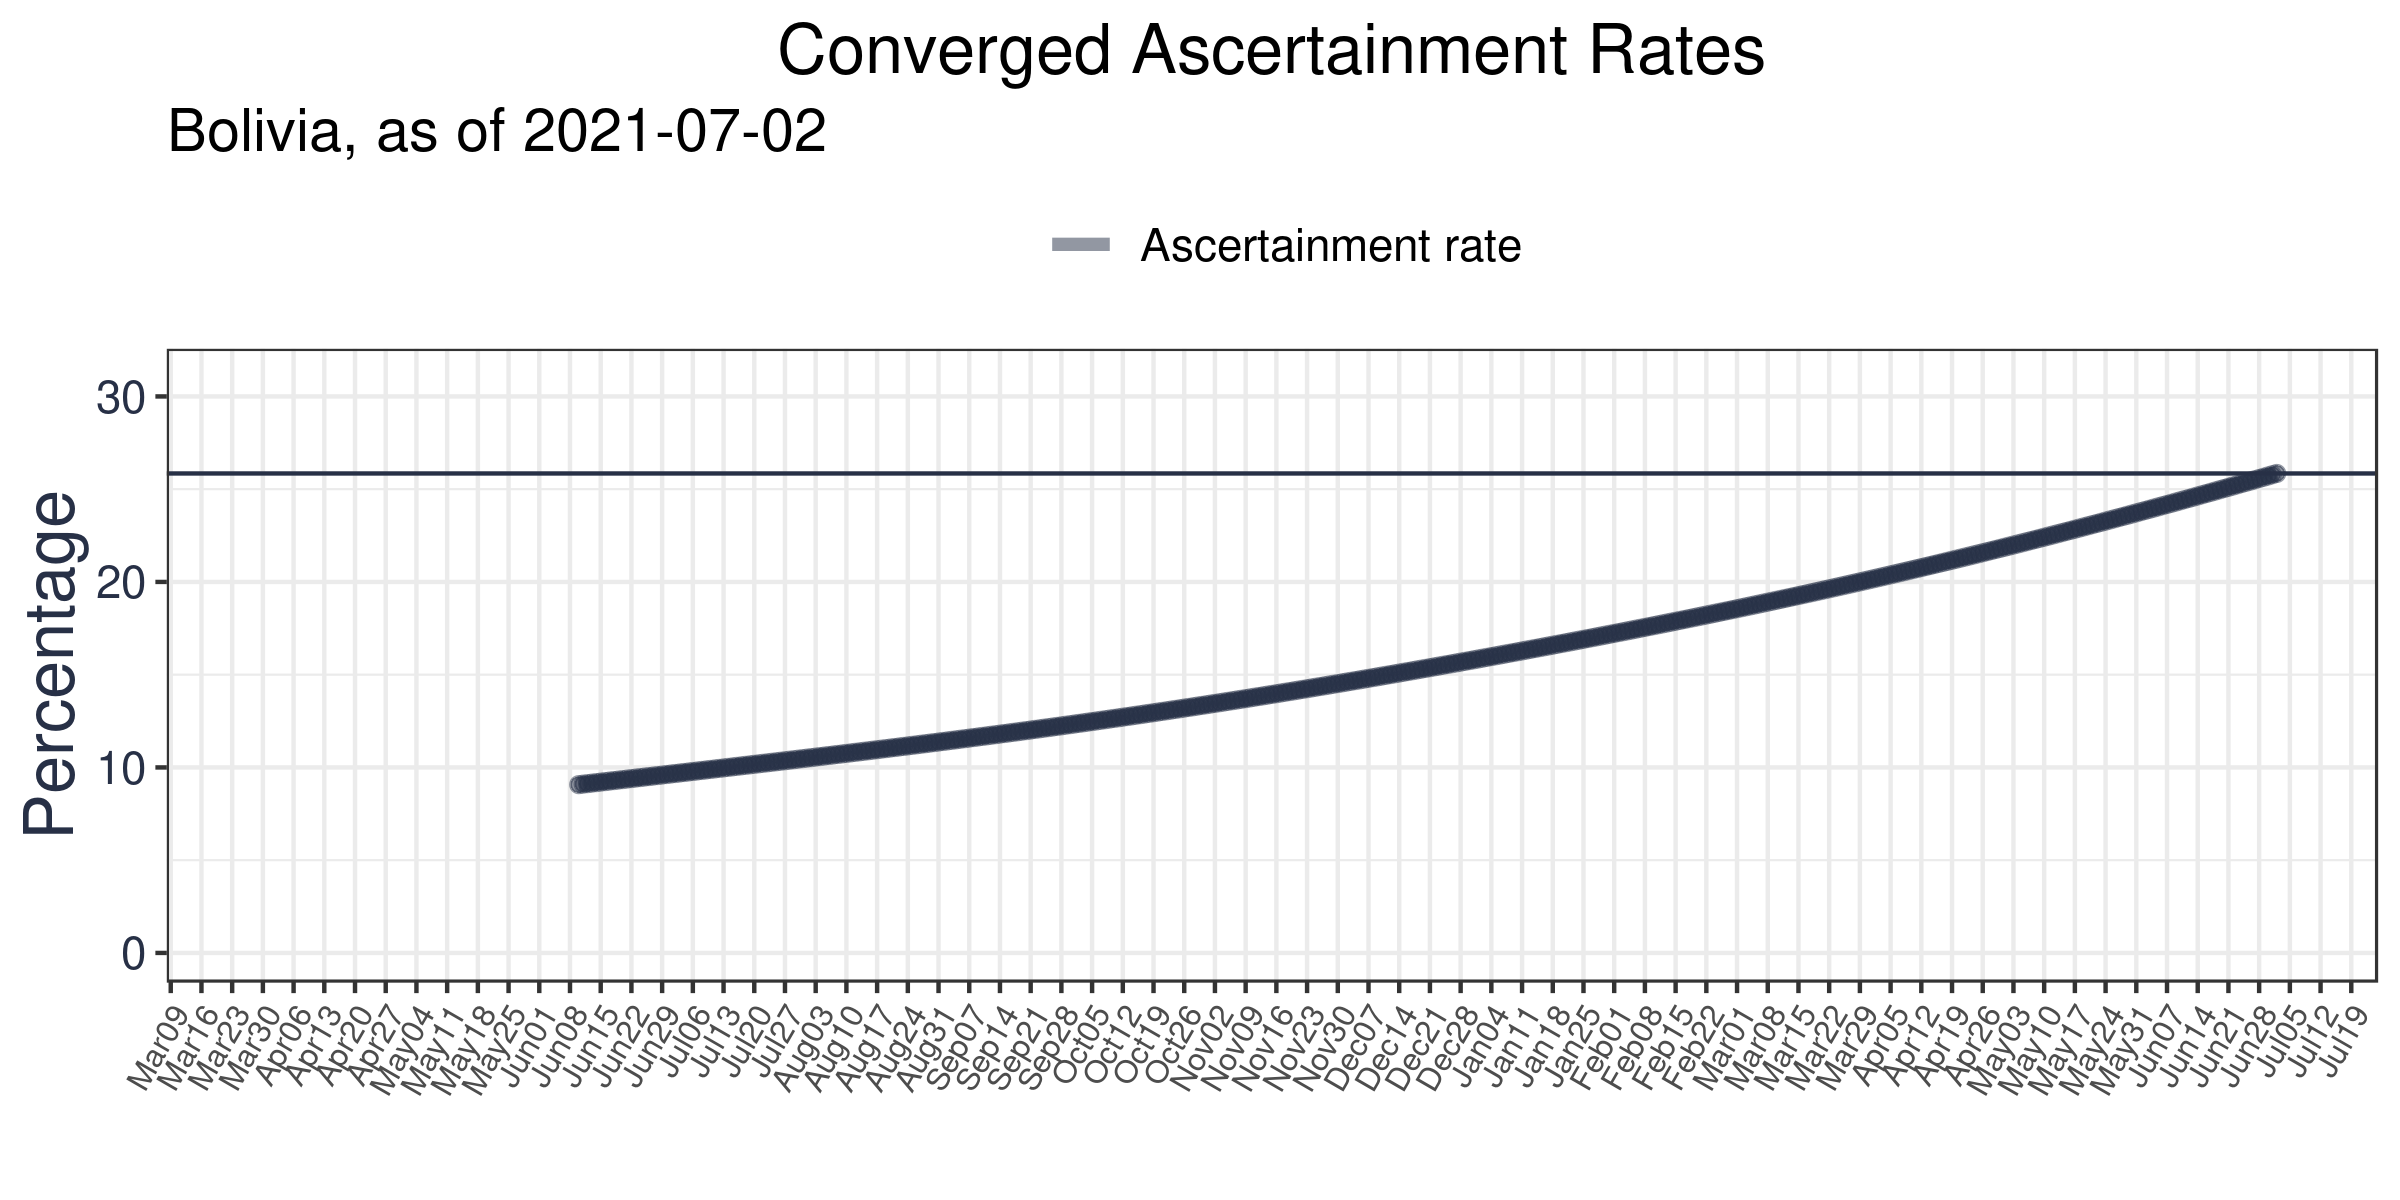 Converged Ascertainment Rates
Bolivia, as of 2021-07-02
Ascertainment rate
Percentage
30
20
10
0
Mar09 Mar16 Mar23 Mar30 Apr06 Apr13 Apr20 Apr27 May04 May11 May18 May25 Jun01 Jun08 Jun15 Jun22 Jun29 Jul06 Jul13 Jul20 Jul27 Aug03 Aug10 Aug17 Aug24 Aug31 Sep07 Sep14 Sep21 Sep28 Oct05 Oct12 Oct19 Oct26 Nov02 Nov09 Nov16 Nov23 Nov30 Dec07 Dec14 Dec21 Dec28 Jan04 Jan11 Jan18 Jan25 Feb01 Feb08 Feb15 Feb22 Mar01 Mar08 Mar15 Mar22 Mar29 Apr05 Apr12 Apr19 Apr26 May03 May10 May17 May24 May31 Jun07 Jun14 Jun21 Jun28 Jul05 Jul12 Jul19